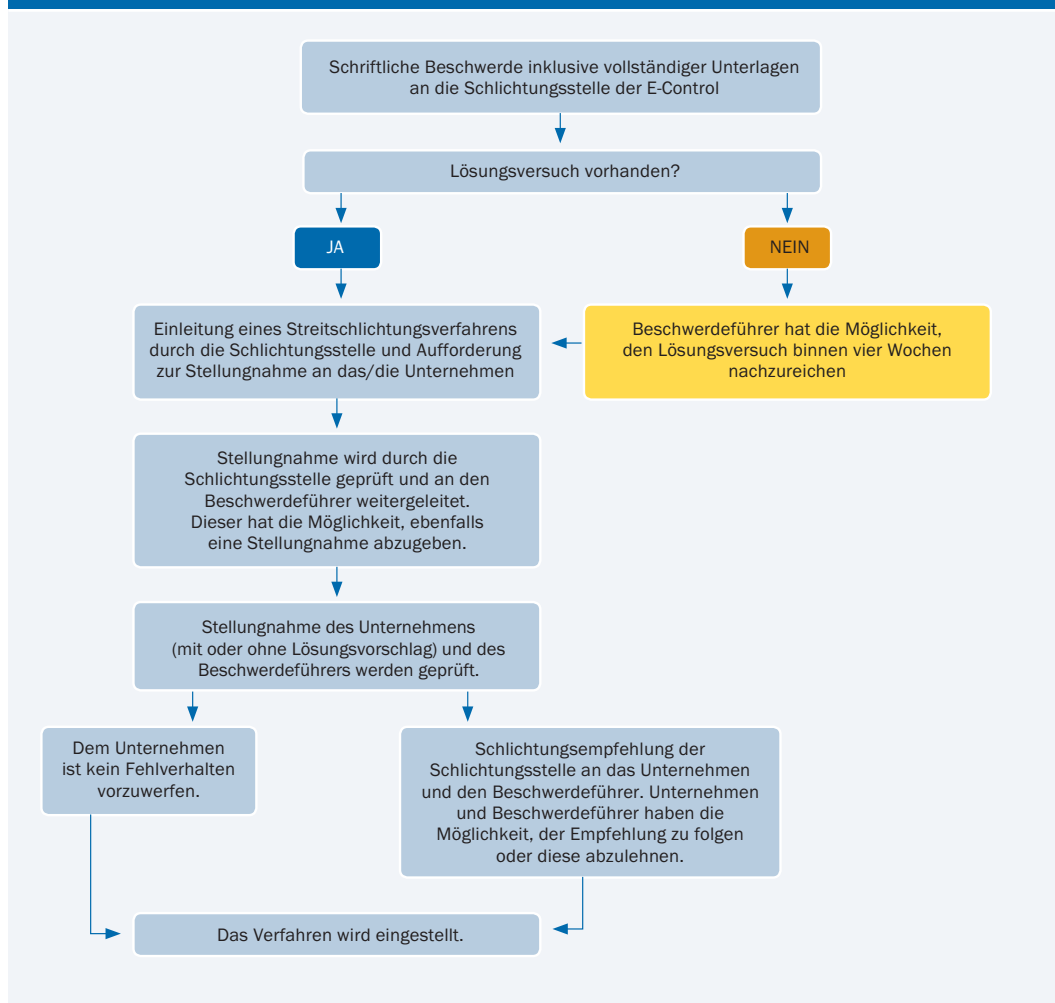 Schriftliche Beschwerde inklusive vollständiger Unterlagen
an die Schlichtungsstelle der E-Control
Lösungsversuch vorhanden?
JA
NEIN
Einleitung eines Streitschlichtungsverfahrens
durch die Schlichtungsstelle und Aufforderung
zur Stellungnahme an das/die Unternehmen
Beschwerdeführer hat die Möglichkeit,
den Lösungsversuch binnen vier Wochen
nachzureichen
Stellungnahme wird durch die
Schlichtungsstelle geprüft und an den
Beschwerdeführer weitergeleitet.
Dieser hat die Möglichkeit, ebenfalls
eine Stellungnahme abzugeben.
Stellungnahme des Unternehmens
(mit oder ohne Lösungsvorschlag) und des
Beschwerdeführers werden geprüft.
Dem Unternehmen
ist kein Fehlverhalten
vorzuwerfen.
Schlichtungsempfehlung der
Schlichtungsstelle an das Unternehmen
und den Beschwerdeführer. Unternehmen
und Beschwerdeführer haben die
Möglichkeit, der Empfehlung zu folgen
oder diese abzulehnen.
Das Verfahren wird eingestellt.